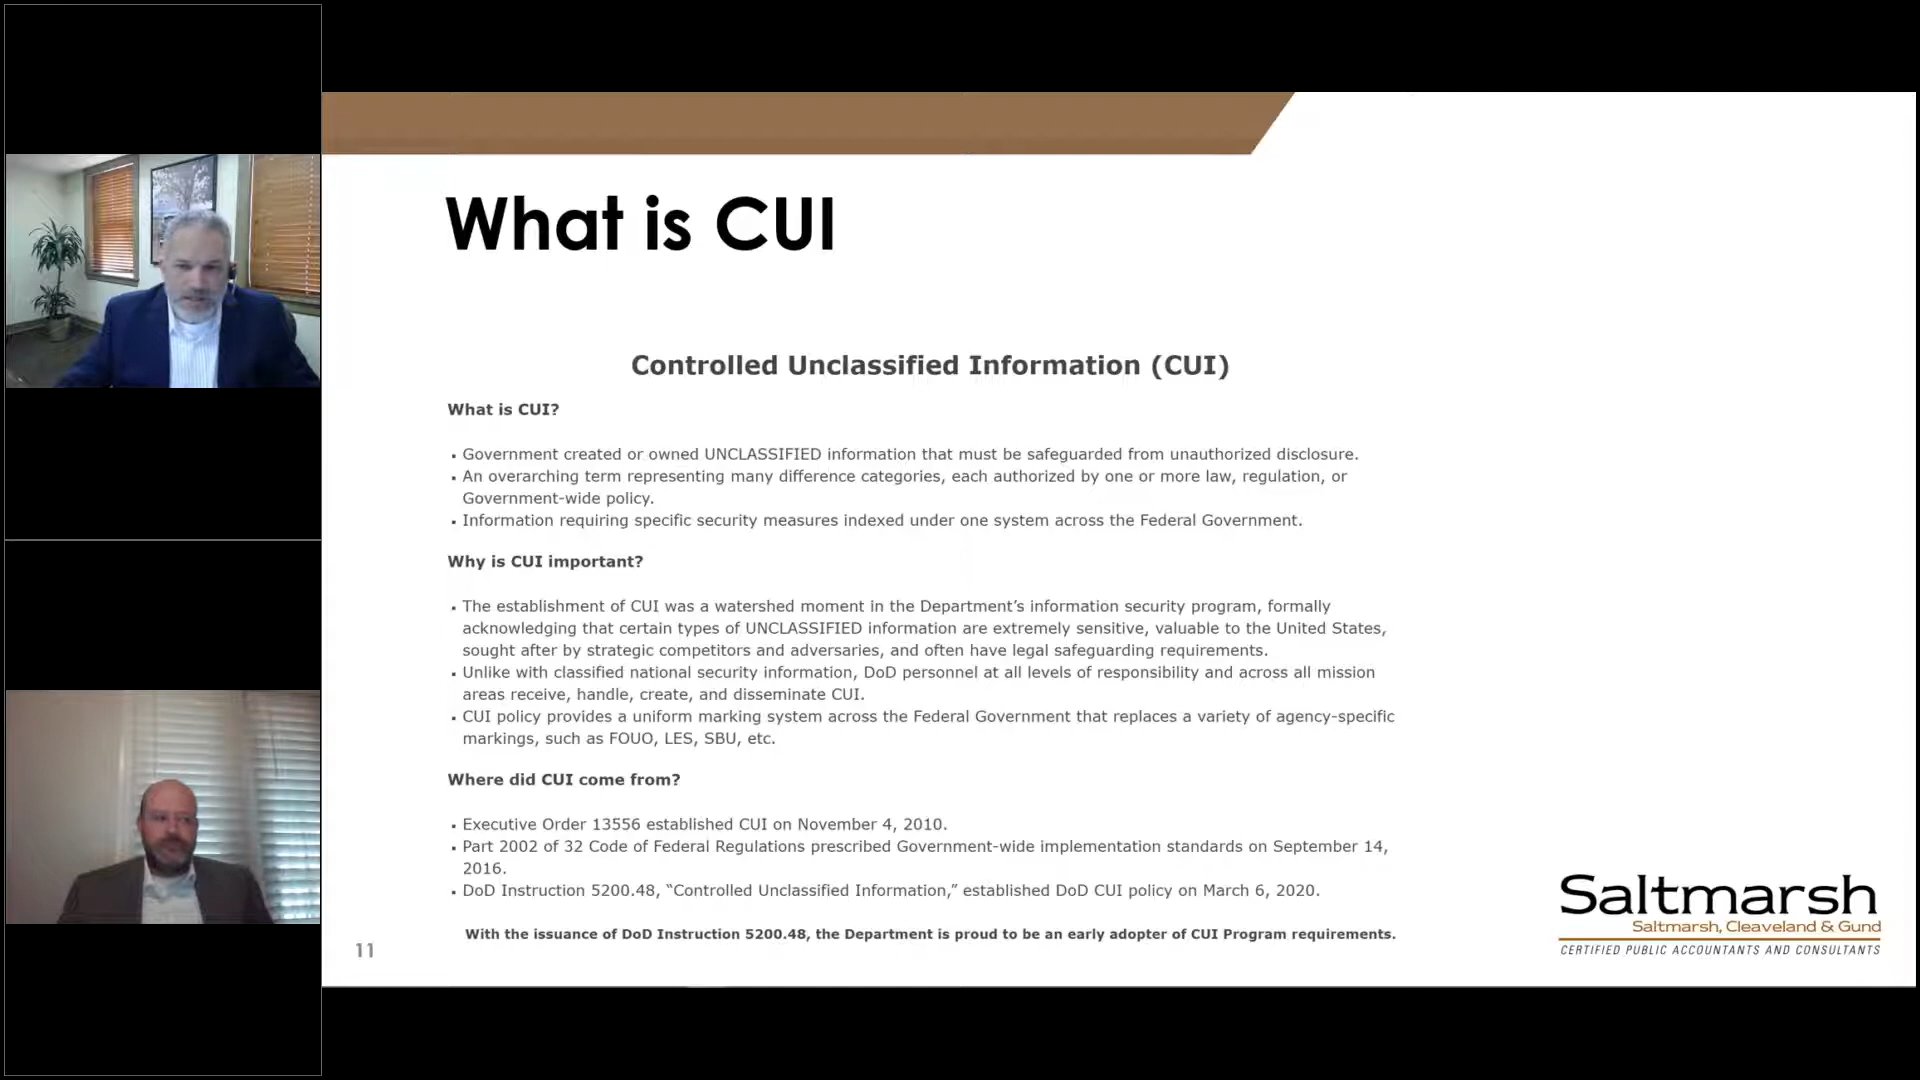 What is CUI
Controlled Unclassified Information (CUI)
What is CUI?
▪ Government created or owned UNCLASSIFIED information that must be safeguarded from unauthorized disclosure.
▪ An overarching term representing many difference categories, each authorized by one or more law, regulation, or
Government-wide policy.
▪ Information requiring specific security measures indexed under one system across the Federal Government.
Why is CUI important?
▪ The establishment of CUI was a watershed moment in the Department’s information security program, formally
acknowledging that certain types of UNCLASSIFIED information are extremely sensitive, valuable to the United States,
sought after by strategic competitors and adversaries, and often have legal safeguarding requirements.
▪ Unlike with classified national security information, DoD personnel at all levels of responsibility and across all mission
areas receive, handle, create, and disseminate CUI.
▪ CUI policy provides a uniform marking system across the Federal Government that replaces a variety of agency-specific
markings, such as FOUO, LES, SBU, etc.
Where did CUI come from?
▪ Executive Order 13556 established CUI on November 4, 2010.
▪ Part 2002 of 32 Code of Federal Regulations prescribed Government-wide implementation standards on September 14,
2016.
▪ DoD Instruction 5200.48, “Controlled Unclassified Information,” established DoD CUI policy on March 6, 2020.
With the issuance of DoD Instruction 5200.48, the Department is proud to be an early adopter of CUI Program requirements.
11
Saltmarsh
Saltmarsh, Cleaveland & Gund
CERTIFIED PUBLIC ACCOUNTANTS AND CONSULTANTS